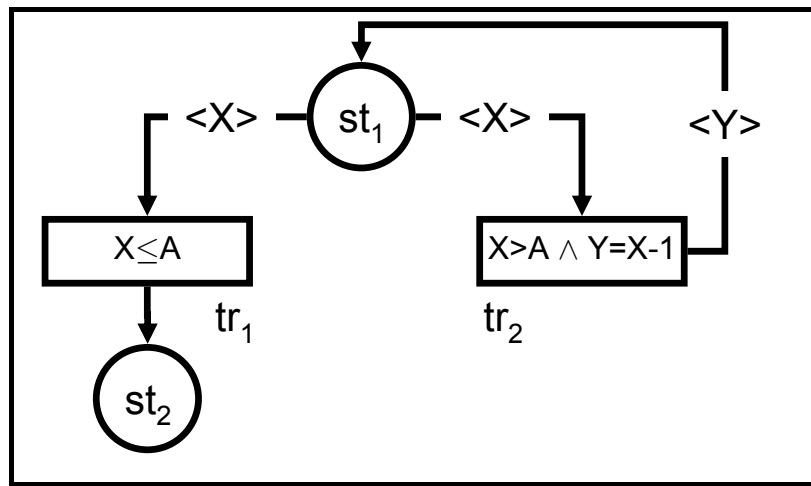 <X>
st₁
<X>
<Y>
X≤A
X>A ∧ Y=X-1
tr₁
tr₂
st₂